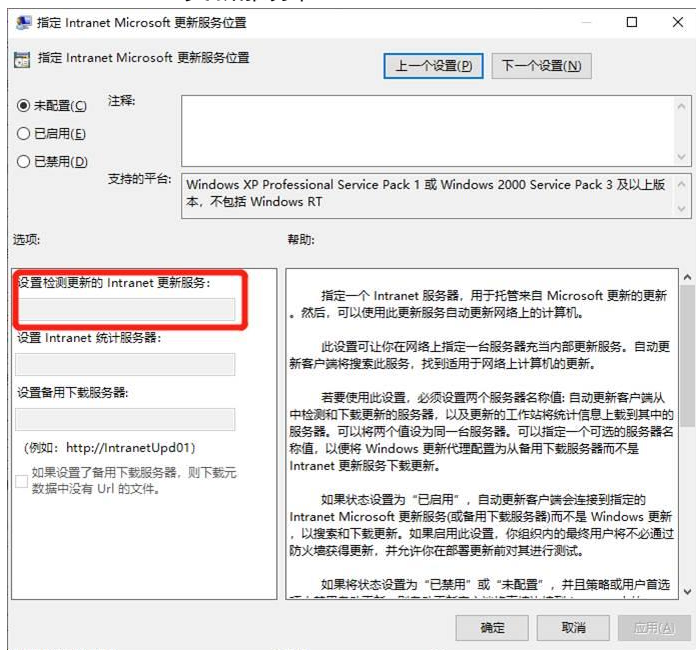 指定 Intranet Microsoft 更新服务位置
指定 Intranet Microsoft 更新服务位置
上一个设置(P)
下一个设置(N)
未配置(C)
注释:
已启用(E)
已禁用(D)
支持的平台:
Windows XP Professional Service Pack 1 或 Windows 2000 Service Pack 3 及以上版
本，不包括 Windows RT
选项:
帮助:
设置检测更新的 Intranet 更新服务:
设置 Intranet 统计服务器:
设置备用下载服务器:
(例如: http://IntranetUpd01)
如果设置了备用下载服务器，则下载元
数据中没有 Url 的文件。
指定一个 Intranet 服务器，用于托管来自 Microsoft 更新的更新
。然后，可以使用此更新服务自动更新网络上的计算机。
此设置可让你在网络上指定一台服务器充当内部更新服务。自动更
新客户端将搜索此服务，找到适用于网络上计算机的更新。
若要使用此设置，必须设置两个服务器名称值: 自动更新客户端从
中检测和下载更新的服务器，以及更新的工作站将统计信息上载到其中的
服务器。可以将两个值设为同一台服务器。可以指定一个可选的服务器名
称值，以便将 Windows 更新代理配置为从备用下载服务器而不是
Intranet 更新服务下载更新。
如果状态设置为“已启用”，自动更新客户端会连接到指定的
Intranet Microsoft 更新服务(或备用下载服务器)而不是 Windows 更新
，以搜索和下载更新。如果启用此设置，你组织内的最终用户将不必通过
防火墙获得更新，并允许你在部署更新前对其进行测试。
如果将状态设置为“已禁用”或“未配置”，并且策略或用户首选
确定
取消
应用(A)